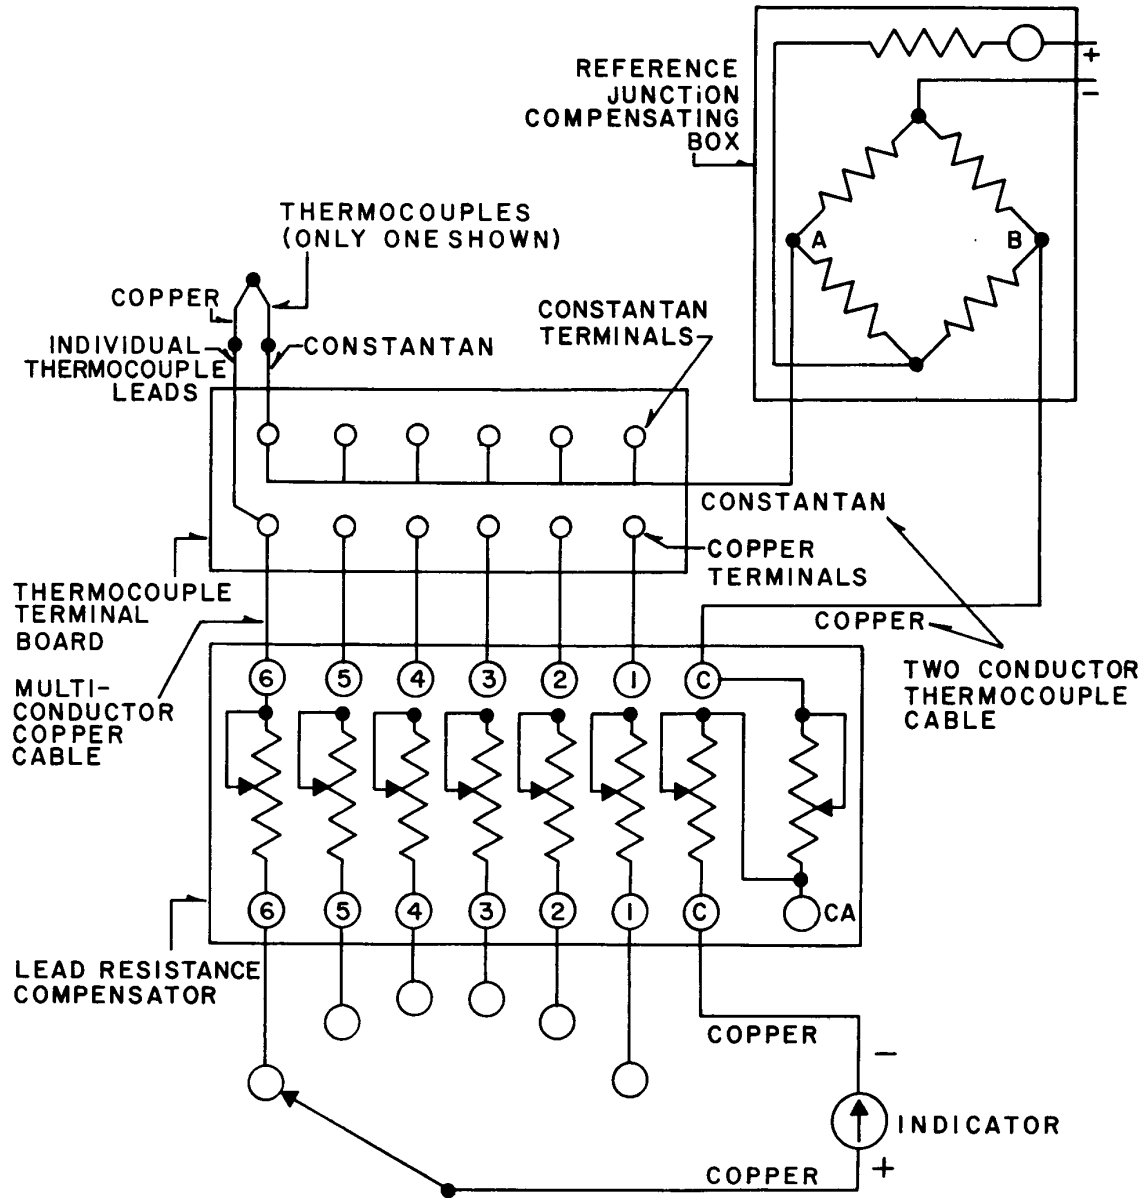 +
−
REFERENCE
JUNCTiON
COMPENSATING
BOX
A
B
THERMOCOUPLES
(ONLY ONE SHOWN)
COPPER
CONSTANTAN
TERMINALS
INDIVIDUAL
THERMOCOUPLE
LEADS
CONSTANTAN
CONSTANTAN
COPPER
TERMINALS
THERMOCOUPLE
TERMINAL
BOARD
COPPER
TWO CONDUCTOR
THERMOCOUPLE
CABLE
MULTI-
CONDUCTOR
COPPER
CABLE
6 5 4 3 2 1 C
6 5 4 3 2 1 C CA
LEAD RESISTANCE
COMPENSATOR
COPPER
−
INDICATOR
+
COPPER